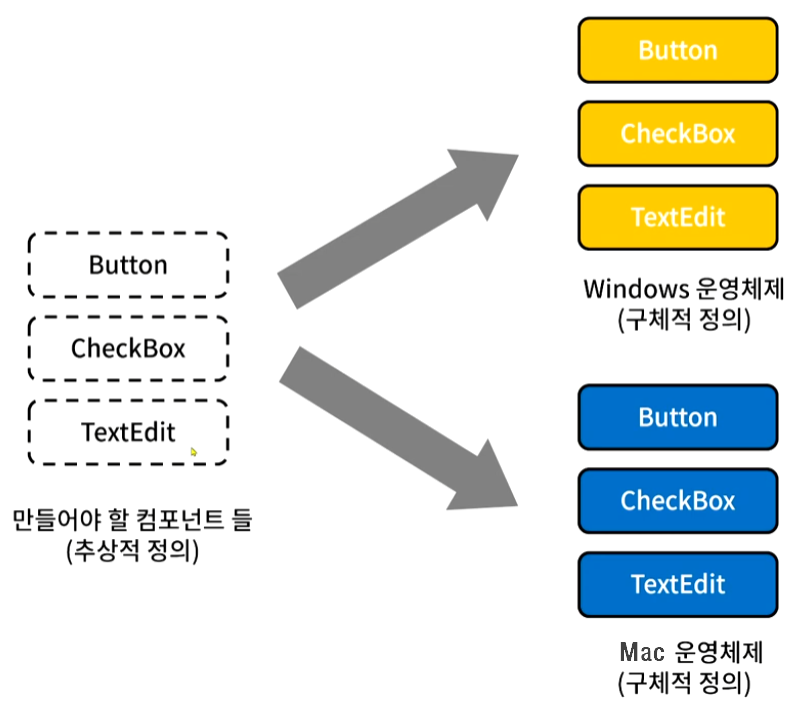 Button
CheckBox
TextEdit
만들어야 할 컴포넌트 들
(추상적 정의)
Button
CheckBox
TextEdit
Windows 운영체제
(구체적 정의)
Button
CheckBox
TextEdit
Mac 운영체제
(구체적 정의)